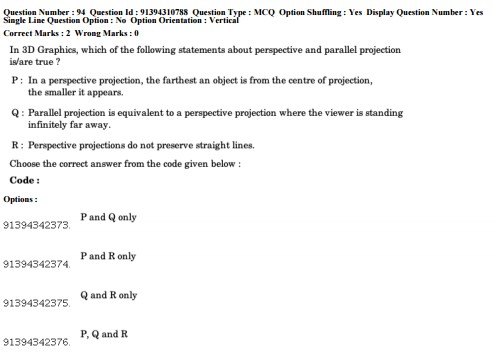 Question Number : 94 Question Id : 91394310788 Question Type : MCQ Option Shuffling : Yes Display Question Number : Yes
Single Line Question Option : No Option Orientation : Vertical
Correct Marks : 2 Wrong Marks : 0
In 3D Graphics, which of the following statements about perspective and parallel projection
is/are true ?
P : In a perspective projection, the farthest an object is from the centre of projection,
the smaller it appears.
Q : Parallel projection is equivalent to a perspective projection where the viewer is standing
infinitely far away.
R : Perspective projections do not preserve straight lines.
Choose the correct answer from the code given below :
Code :
Options :
91394342373. P and Q only
91394342374. P and R only
91394342375. Q and R only
91394342376. P, Q and R